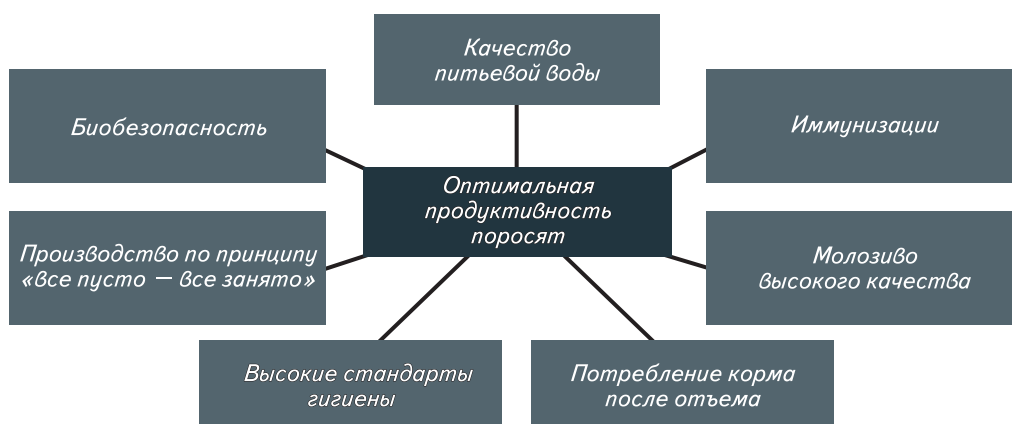 Качество
питьевой воды
Биобезопасность
Иммунизации
Оптимальная
продуктивность
поросят
Производство по принципу
«все пусто – все занято»
Молозиво
высокого качества
Высокие стандарты
гигиены
Потребление корма
после отъема